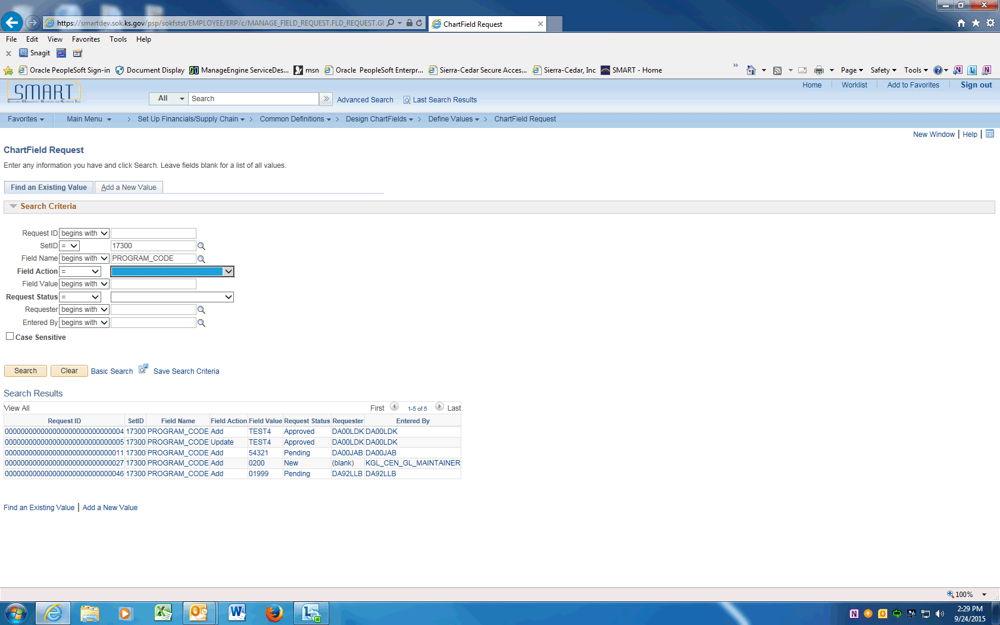 https://smartdev.sok.ks.gov/psp/sokfstst/EMPLOYEE/ERP/c/MANAGE_FIELD_REQUEST.FLD_REQUEST.GI
ChartField Request
File Edit View Favorites Tools Help
Snagit
Oracle PeopleSoft Sign-in Document Display ManageEngine ServiceDes... msn Oracle PeopleSoft Enterpr... Sierra-Cedar Secure Acces... Sierra-Cedar, Inc SMART - Home
Page Safety Tools
SMART
Home Worklist Add to Favorites Sign out
All Search Advanced Search Last Search Results
Favorites Main Menu > Set Up Financials/Supply Chain > Common Definitions > Design ChartFields > Define Values > ChartField Request
New Window | Help |
ChartField Request
Enter any information you have and click Search. Leave fields blank for a list of all values.
Find an Existing Value Add a New Value
Search Criteria
Request ID begins with
SetID = 17300
Field Name begins with PROGRAM_CODE
Field Action =
Field Value begins with
Request Status =
Requester begins with
Entered By begins with
Case Sensitive
Search Clear Basic Search Save Search Criteria
Search Results
View All First 1-5 of 5 Last
Request ID SetID Field Name Field Action Field Value Request Status Requester Entered By
000000000000000000000000000004 17300 PROGRAM_CODE Add TEST4 Approved DA00LDK DA00LDK
000000000000000000000000000005 17300 PROGRAM_CODE Update TEST4 Approved DA00LDK DA00LDK
000000000000000000000000000011 17300 PROGRAM_CODE Add 54321 Pending DA00JAB DA00JAB
000000000000000000000000000027 17300 PROGRAM_CODE Add 0200 New (blank) KGL_CEN_GL_MAINTAINER
000000000000000000000000000046 17300 PROGRAM_CODE Add 01999 Pending DA92LLB DA92LLB
Find an Existing Value | Add a New Value
100%
2:29 PM
9/24/2015